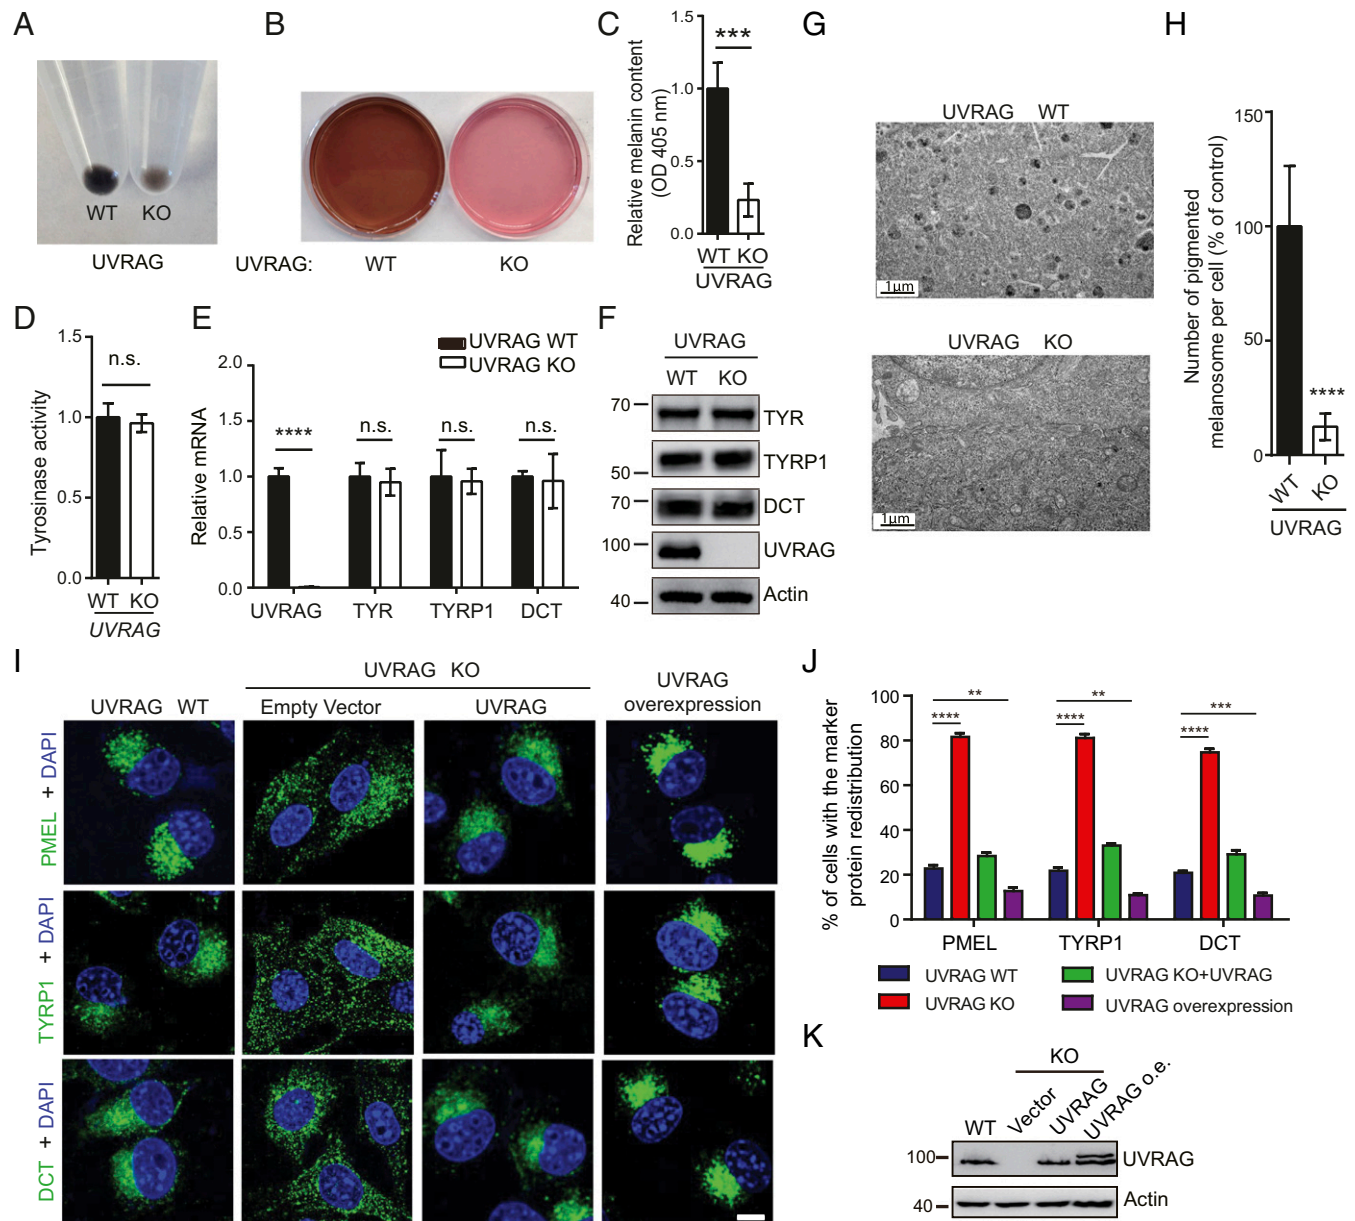 A
WT KO
UVRAG
B
UVRAG: WT KO
C
Relative melanin content
(OD 405 nm)
1.5
1.0
0.5
0.0
***
WT KO
UVRAG
D
Tyrosinase activity
1.5
1.0
0.5
0.0
n.s.
WT KO
UVRAG
E
UVRAG WT
UVRAG KO
Relative mRNA
2.0
1.5
1.0
0.5
0.0
**** n.s. n.s. n.s.
UVRAG TYR TYRP1 DCT
F
UVRAG
WT KO
70 TYR
50 TYRP1
70 DCT
100 UVRAG
40 Actin
G
UVRAG WT
1µm
UVRAG KO
1µm
H
Number of pigmented
melanosome per cell (% of control)
150
100
50
0
****
WT KO
UVRAG
I
UVRAG KO
UVRAG WT Empty Vector UVRAG UVRAG
overexpression
PMEL + DAPI
TYRP1 + DAPI
DCT + DAPI
J
% of cells with the marker
protein redistribution
100
80
60
40
20
0
** ** ***
**** **** ****
PMEL TYRP1 DCT
UVRAG WT UVRAG KO+UVRAG
UVRAG KO UVRAG overexpression
K
KO
WT Vector UVRAG UVRAG o.e.
100 UVRAG
40 Actin